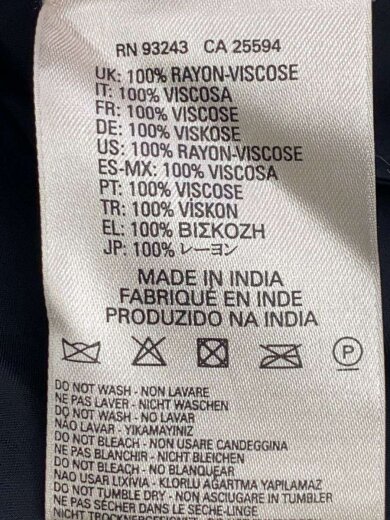 RN 93243 CA 25594
UK: 100% RAYON-VISCOSE
IT: 100% VISCOSA
FR: 100% VISCOSE
DE: 100% VISKOSE
US: 100% RAYON-VISCOSE
ES-MX: 100% VISCOSA
PT: 100% VISCOSE
TR: 100% VİSKON
EL: 100% ΒΙΣΚΟΖΗ
JP: 100% レーヨン
MADE IN INDIA
FABRIQUÉ EN INDE
PRODUZIDO NA INDIA
P
DO NOT WASH - NON LAVARE
NE PAS LAVER - NICHT WASCHEN
DO NOT WASH - NO LAVAR
NÃO LAVAR - YIKAMAYINIZ
DO NOT BLEACH - NON USARE CANDEGGINA
NE PAS BLANCHIR - NICHT BLEICHEN
DO NOT BLEACH - NO BLANQUEAR
NÃO USAR LIXIVIA - KLORLU AĞARTMA YAPILAMAZ
DO NOT TUMBLE DRY - NON ASCIUGARE IN TUMBLER
NE PAS SÉCHER DANS LE SÈCHE-LINGE
NICHT TROCKNERGEEIGNET